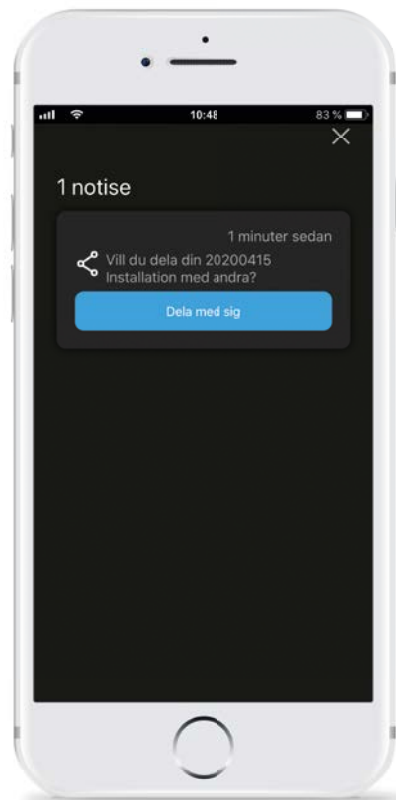 10:48
83 %
1 notise
1 minuter sedan
Vill du dela din 20200415
Installation med andra?
Dela med sig